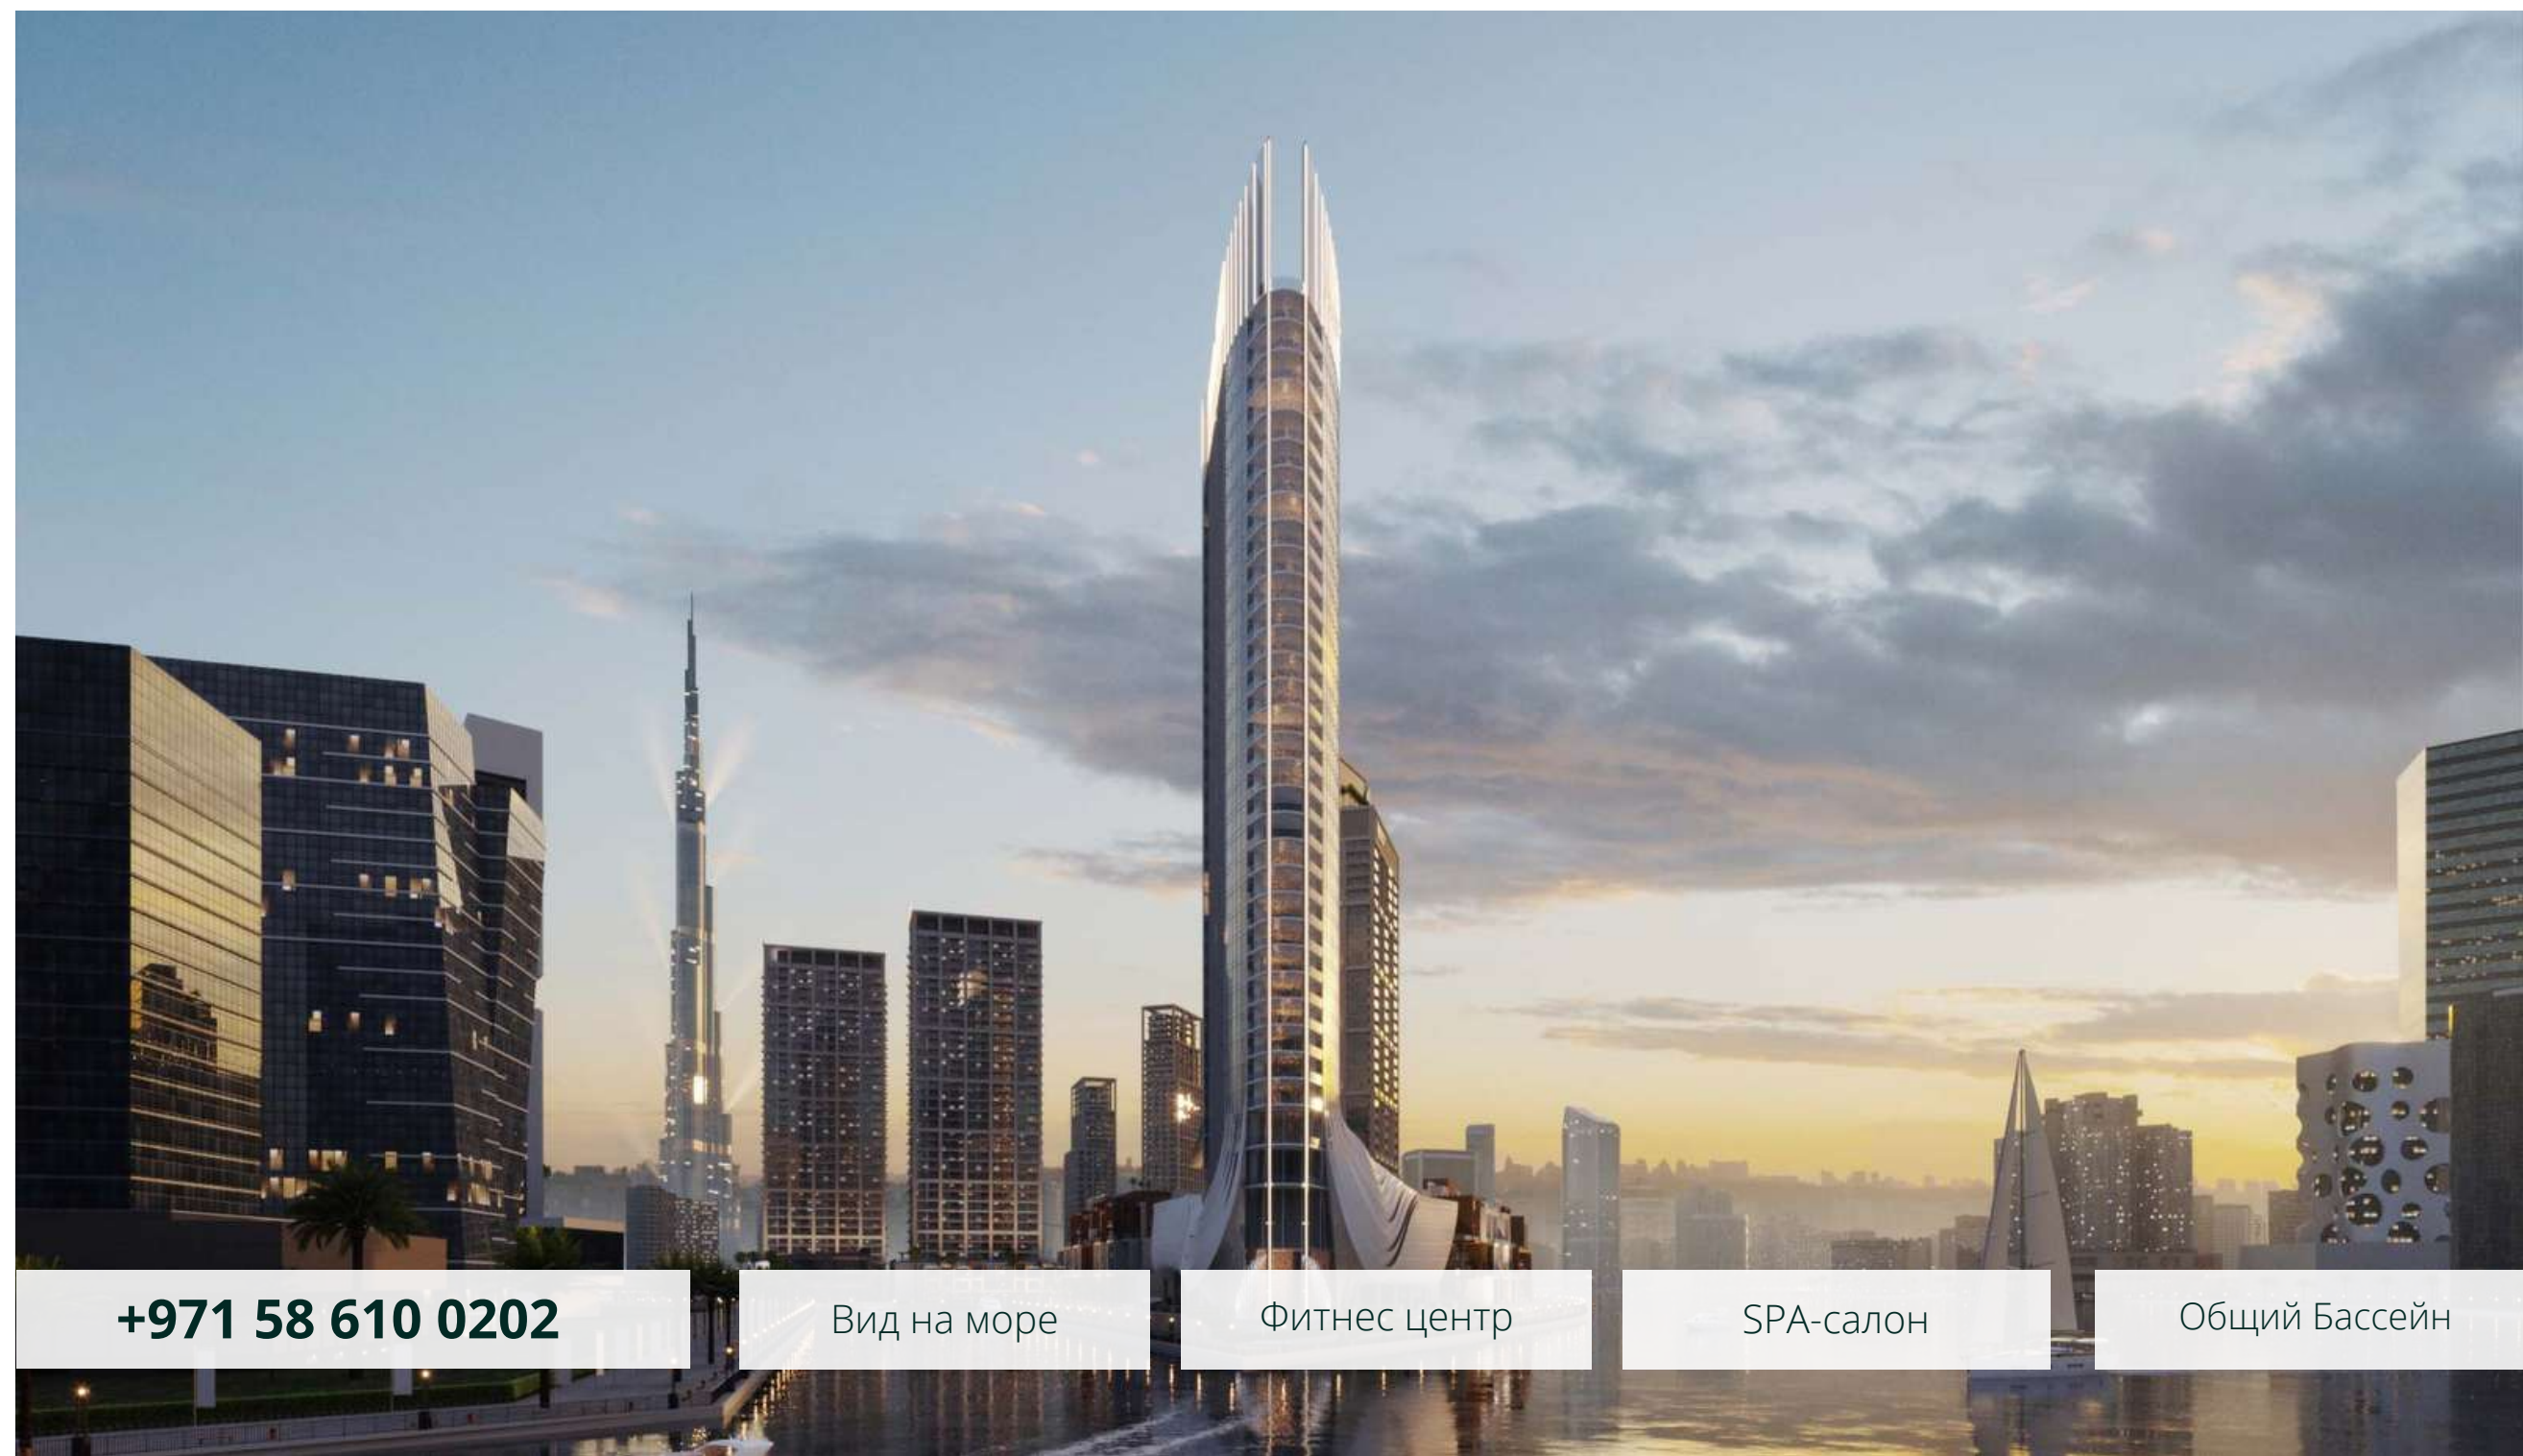 +971 58 610 0202
Вид на море
Фитнес центр
SPA-салон
Общий Бассейн